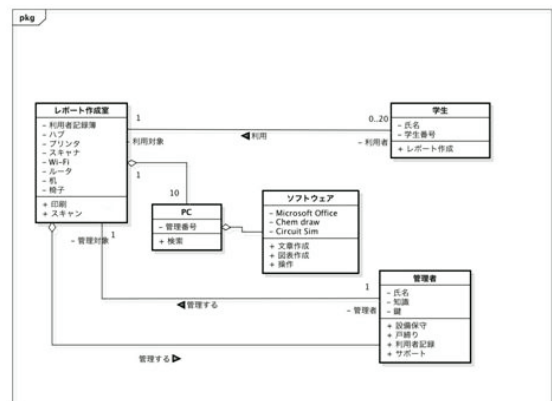 pkg
レポート作成室
- 利用者記録簿
- ハブ
- プリンタ
- スキャナ
- Wi-Fi
- ルータ
- 机
- 椅子
+ 印刷
+ スキャン
1
- 利用対象
利用
0..20
- 利用者
学生
- 氏名
- 学生番号
+ レポート作成
1
10
PC
- 管理番号
+ 検索
ソフトウェア
- Microsoft Office
- Chem draw
- Circuit Sim
+ 文章作成
+ 図表作成
+ 操作
- 管理対象
1
管理する
1
- 管理者
管理者
- 氏名
- 知識
- 鍵
+ 設備保守
+ 戸締り
+ 利用者記録
+ サポート
管理する